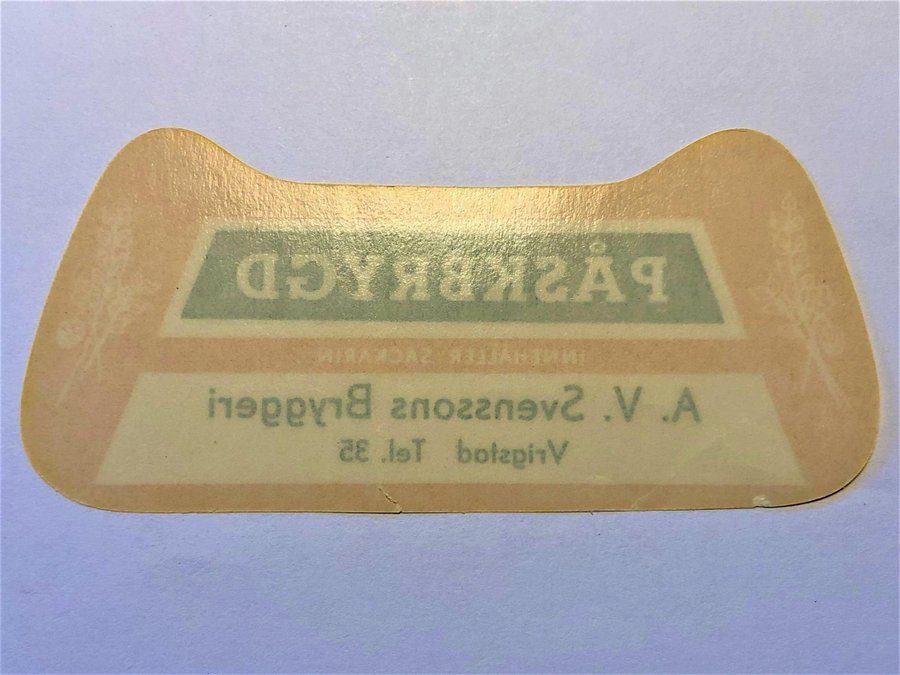 PÅSKBRYGD
INNEHÅLLER SACKARIN
A. V. Svenssons Bryggeri
Vrigstad Tel. 35